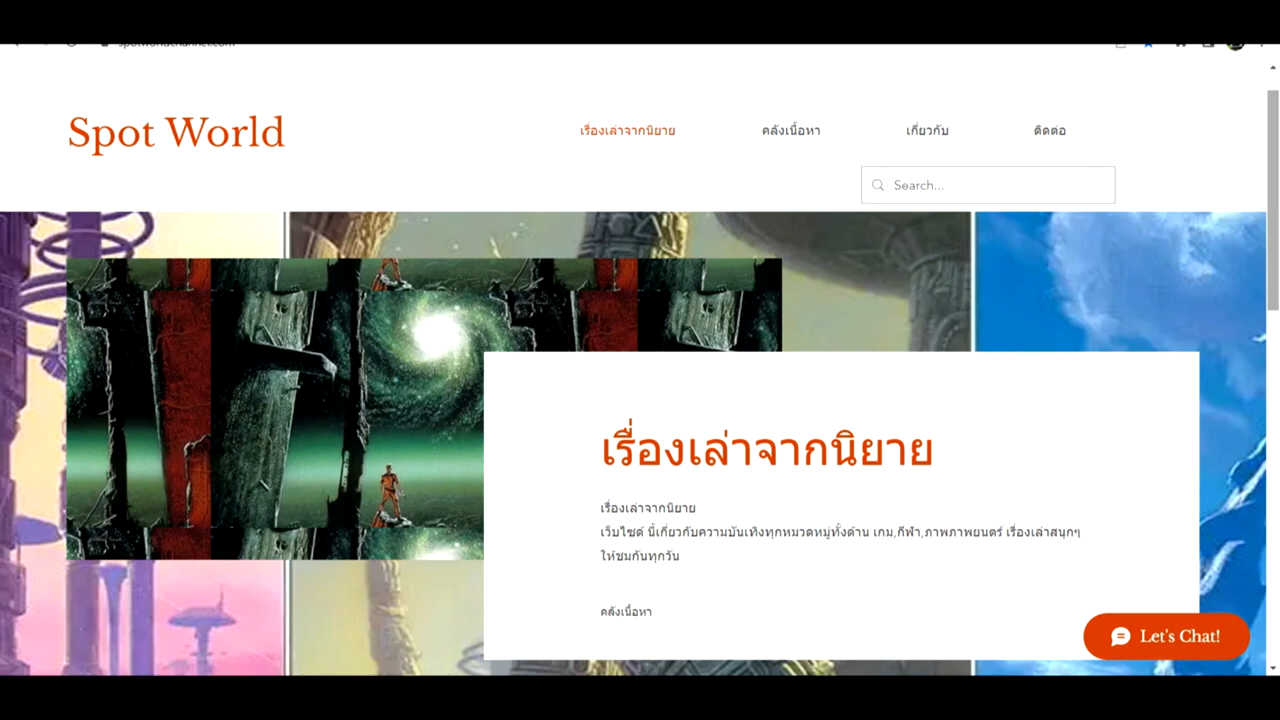 Spot World
เรื่องเล่าจากนิยาย
คลังเนื้อหา
เกี่ยวกับ
ติดต่อ
Search...
เรื่องเล่าจากนิยาย
เรื่องเล่าจากนิยาย
เว็บไซด์ นี้เกี่ยวกับความบันเทิงทุกหมวดหมู่ทั้งด้าน เกม,กีฬา,ภาพภาพยนตร์ เรื่องเล่าสนุกๆ
ให้ชมกันทุกวัน
คลังเนื้อหา
Let's Chat!